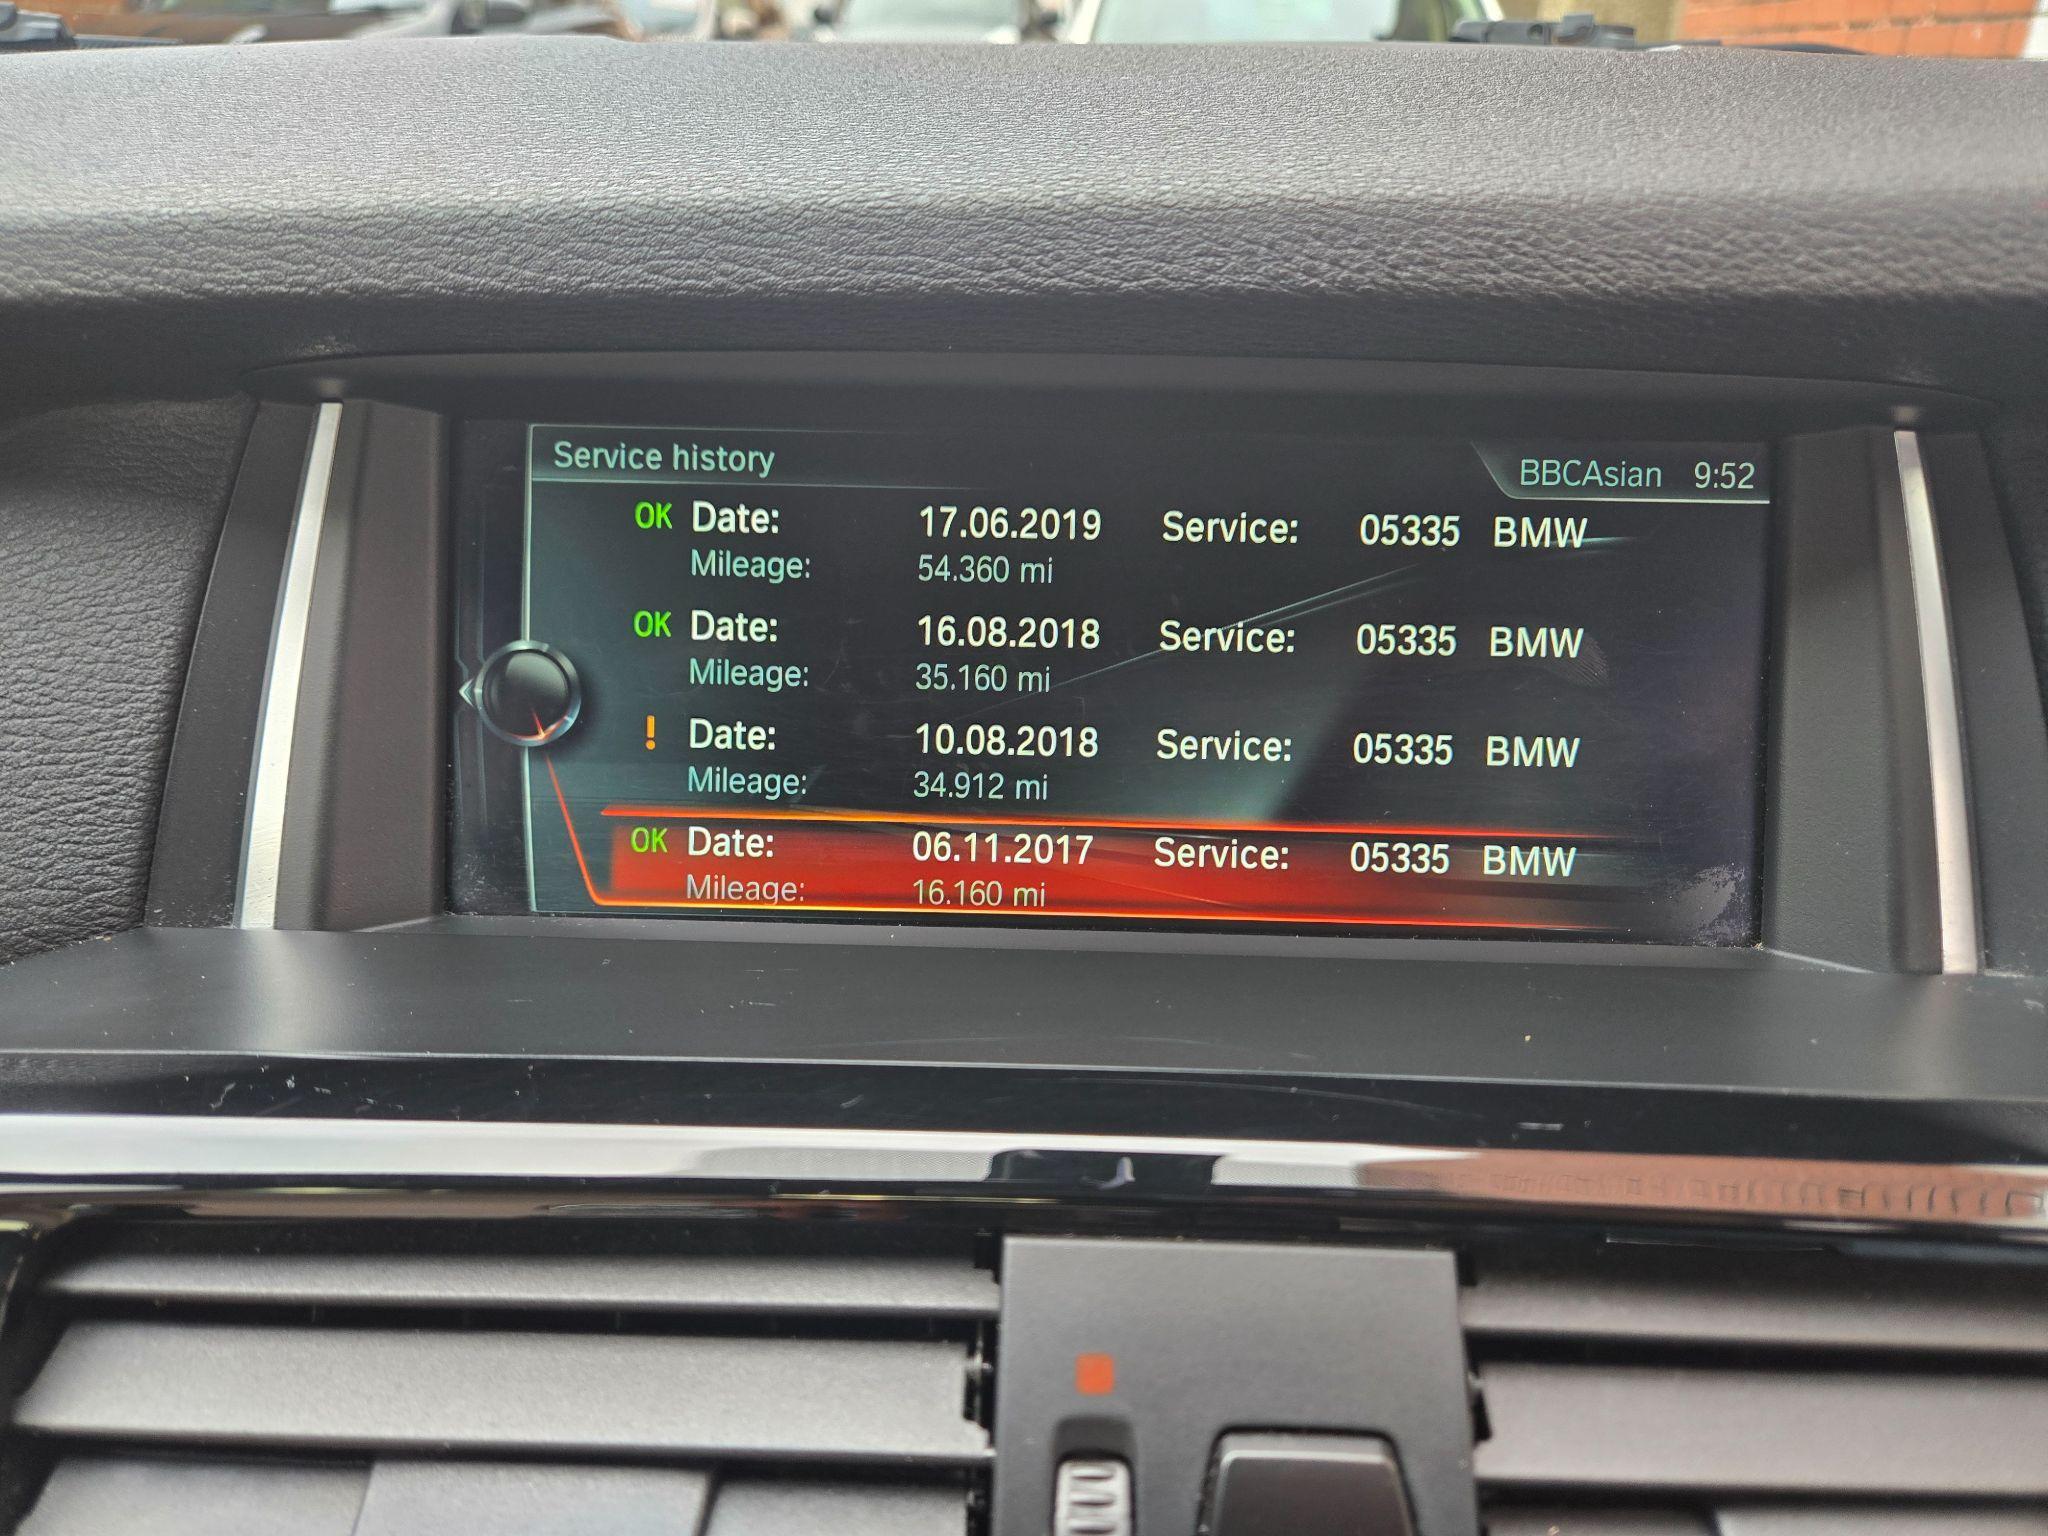 Service history
BBCAsian 9:52
OK Date: 17.06.2019 Service: 05335 BMW
Mileage: 54.360 mi
OK Date: 16.08.2018 Service: 05335 BMW
Mileage: 35.160 mi
! Date: 10.08.2018 Service: 05335 BMW
Mileage: 34.912 mi
OK Date: 06.11.2017 Service: 05335 BMW
Mileage: 16.160 mi